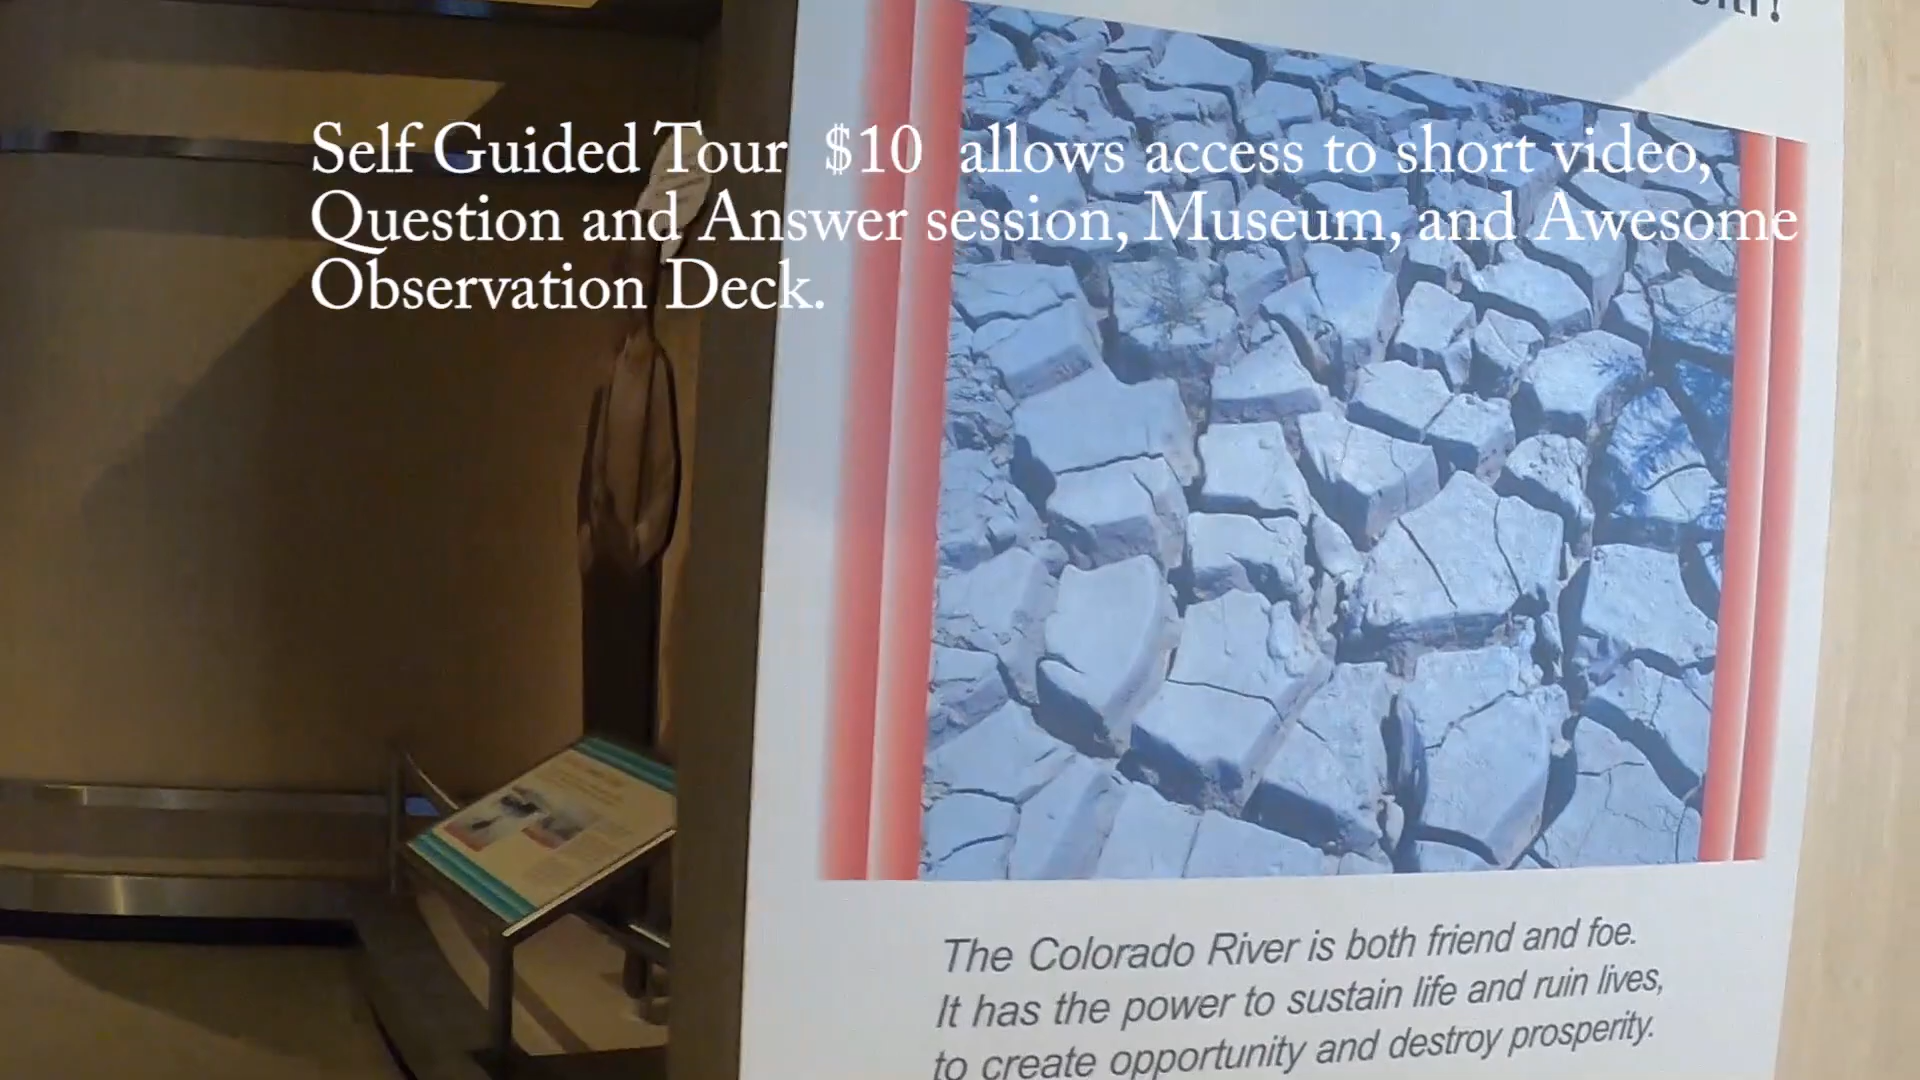 Self Guided Tour $10 allows access to short video,
Question and Answer session, Museum, and Awesome
Observation Deck.
The Colorado River is both friend and foe.
It has the power to sustain life and ruin lives,
to create opportunity and destroy prosperity.